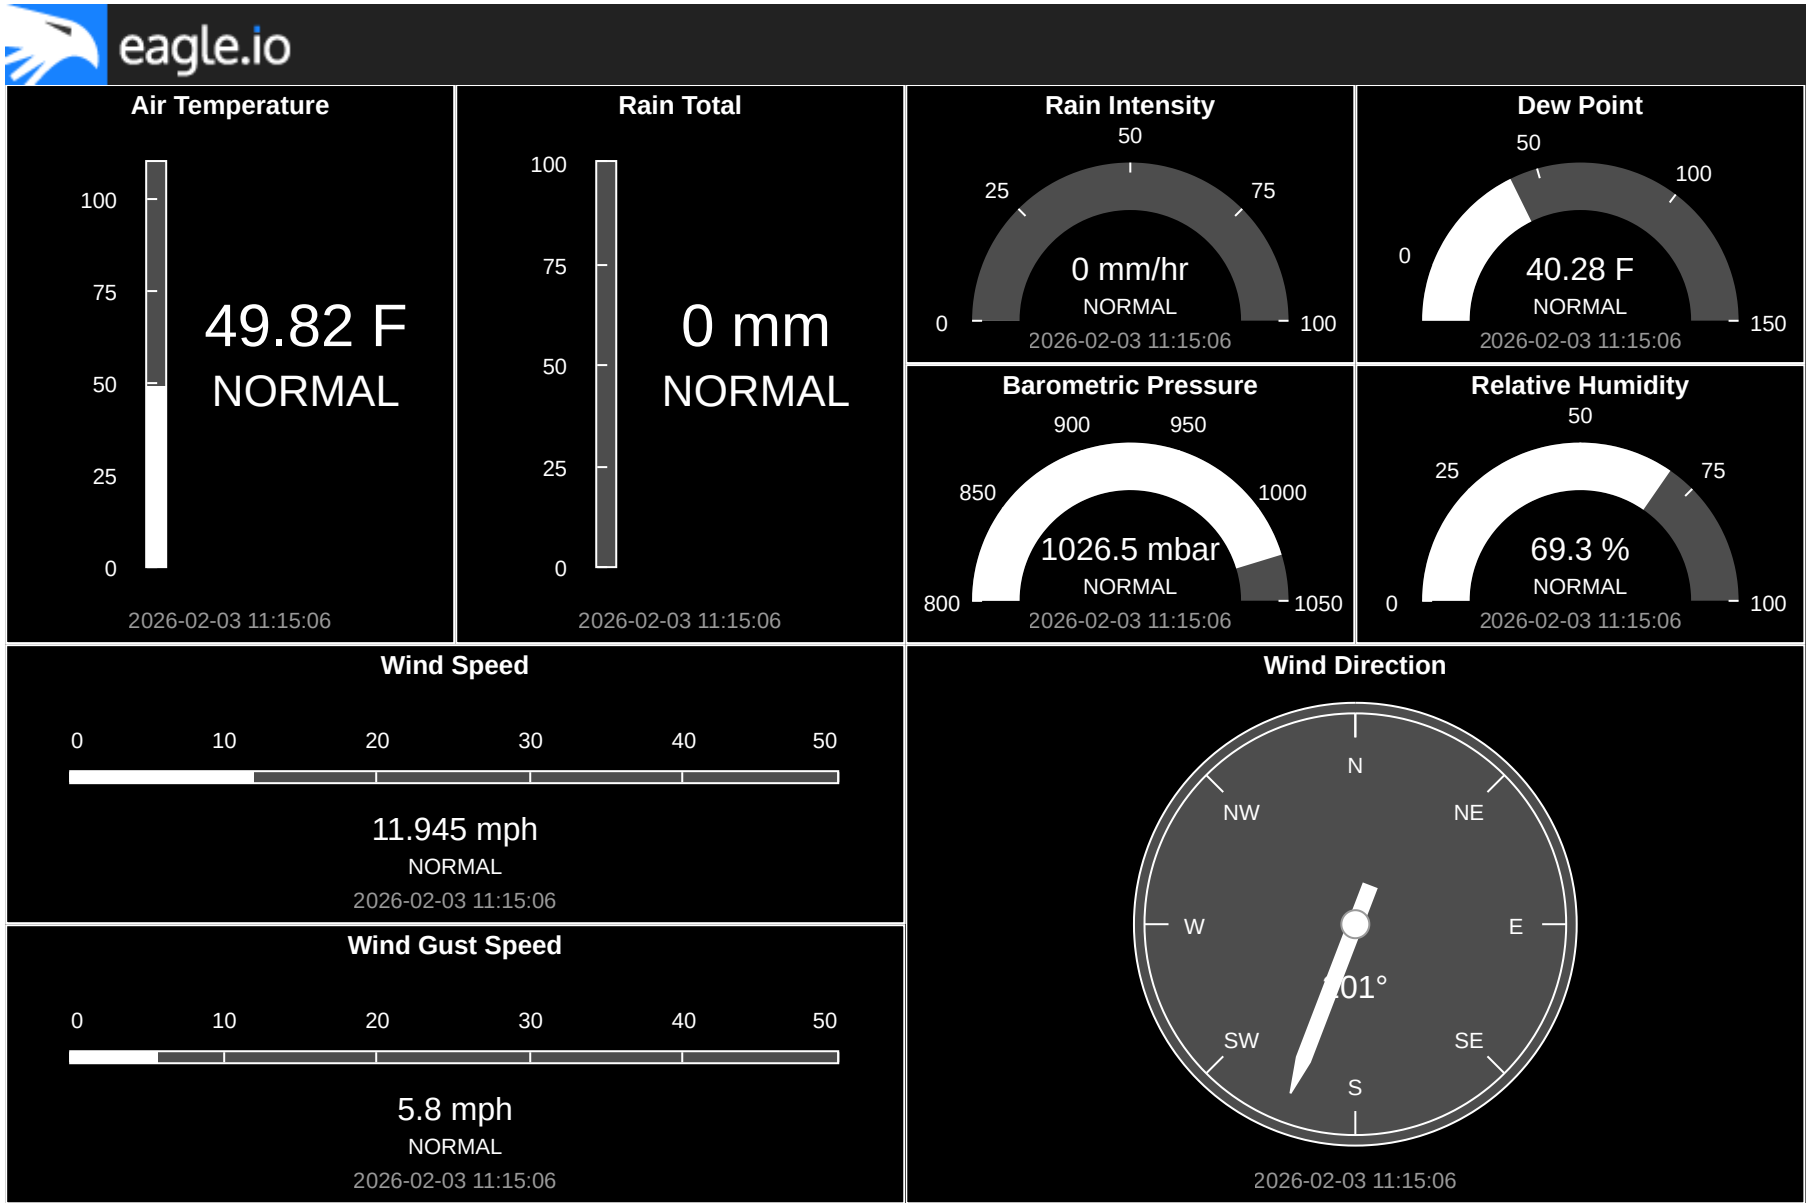 eagle.io
Air Temperature
100
75
50
25
0
49.82 F
NORMAL
2026-02-03 11:15:06
Rain Total
100
75
50
25
0
0 mm
NORMAL
2026-02-03 11:15:06
Rain Intensity
0
25
50
75
100
0 mm/hr
NORMAL
2026-02-03 11:15:06
Dew Point
0
50
100
150
40.28 F
NORMAL
2026-02-03 11:15:06
Barometric Pressure
800
850
900
950
1000
1050
1026.5 mbar
NORMAL
2026-02-03 11:15:06
Relative Humidity
0
25
50
75
100
69.3 %
NORMAL
2026-02-03 11:15:06
Wind Speed
0 10 20 30 40 50
11.945 mph
NORMAL
2026-02-03 11:15:06
Wind Gust Speed
0 10 20 30 40 50
5.8 mph
NORMAL
2026-02-03 11:15:06
Wind Direction
N
NW NE
W E
SW SE
S
2026-02-03 11:15:06